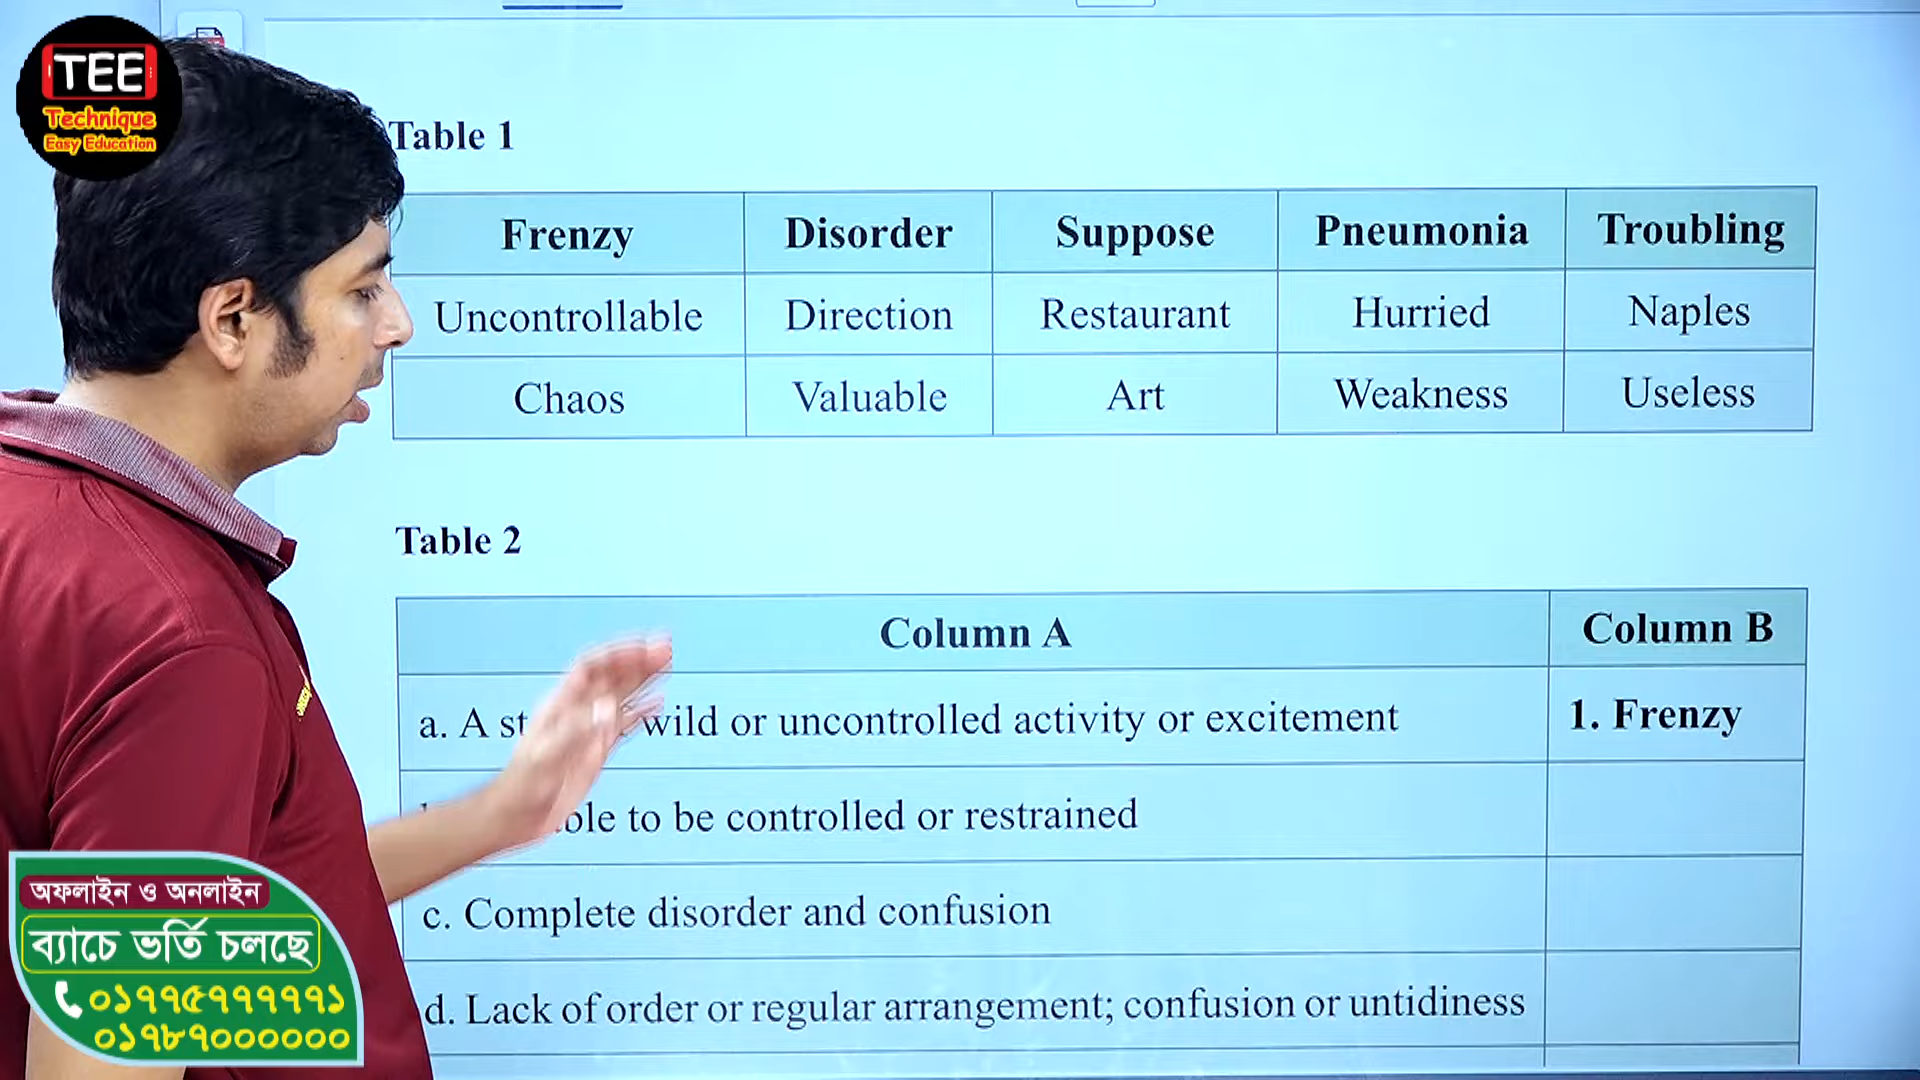 TEE
Technique
Easy Education
Table 1
Frenzy Disorder Suppose Pneumonia Troubling
Uncontrollable Direction Restaurant Hurried Naples
Chaos Valuable Art Weakness Useless
Table 2
Column A Column B
a. A wild or uncontrolled activity or excitement 1. Frenzy
to be controlled or restrained
c. Complete disorder and confusion
d. Lack of order or regular arrangement; confusion or untidiness
অফলাইন ও অনলাইন
ব্যাচে ভর্তি চলছে
০১৭৭৫৭৭৭৭৭১
০১৭৮৭০০০০০০